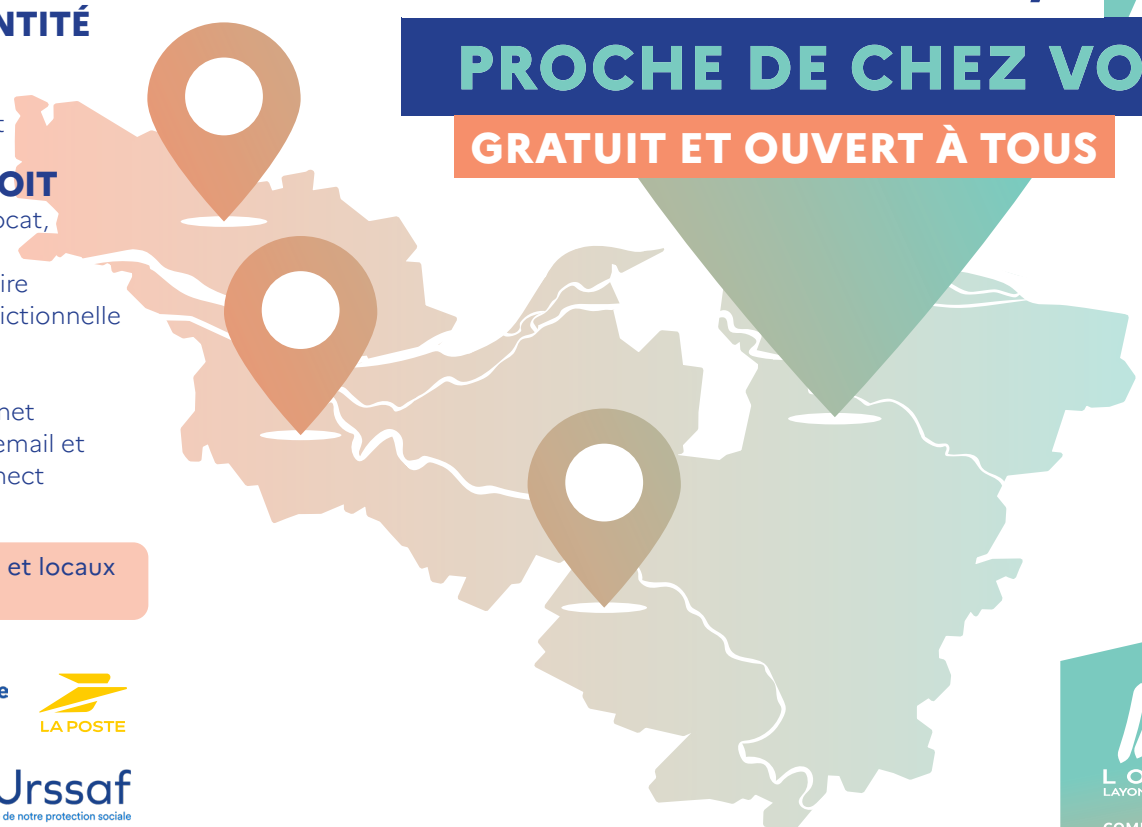 NTITÉ
t
OIT
ocat,
ire
ictionnelle
net
email et
nect
et locaux
e
LA POSTE
Urssaf
de notre protection sociale
PROCHE DE CHEZ VO
GRATUIT ET OUVERT À TOUS
L O
LAYON
COM